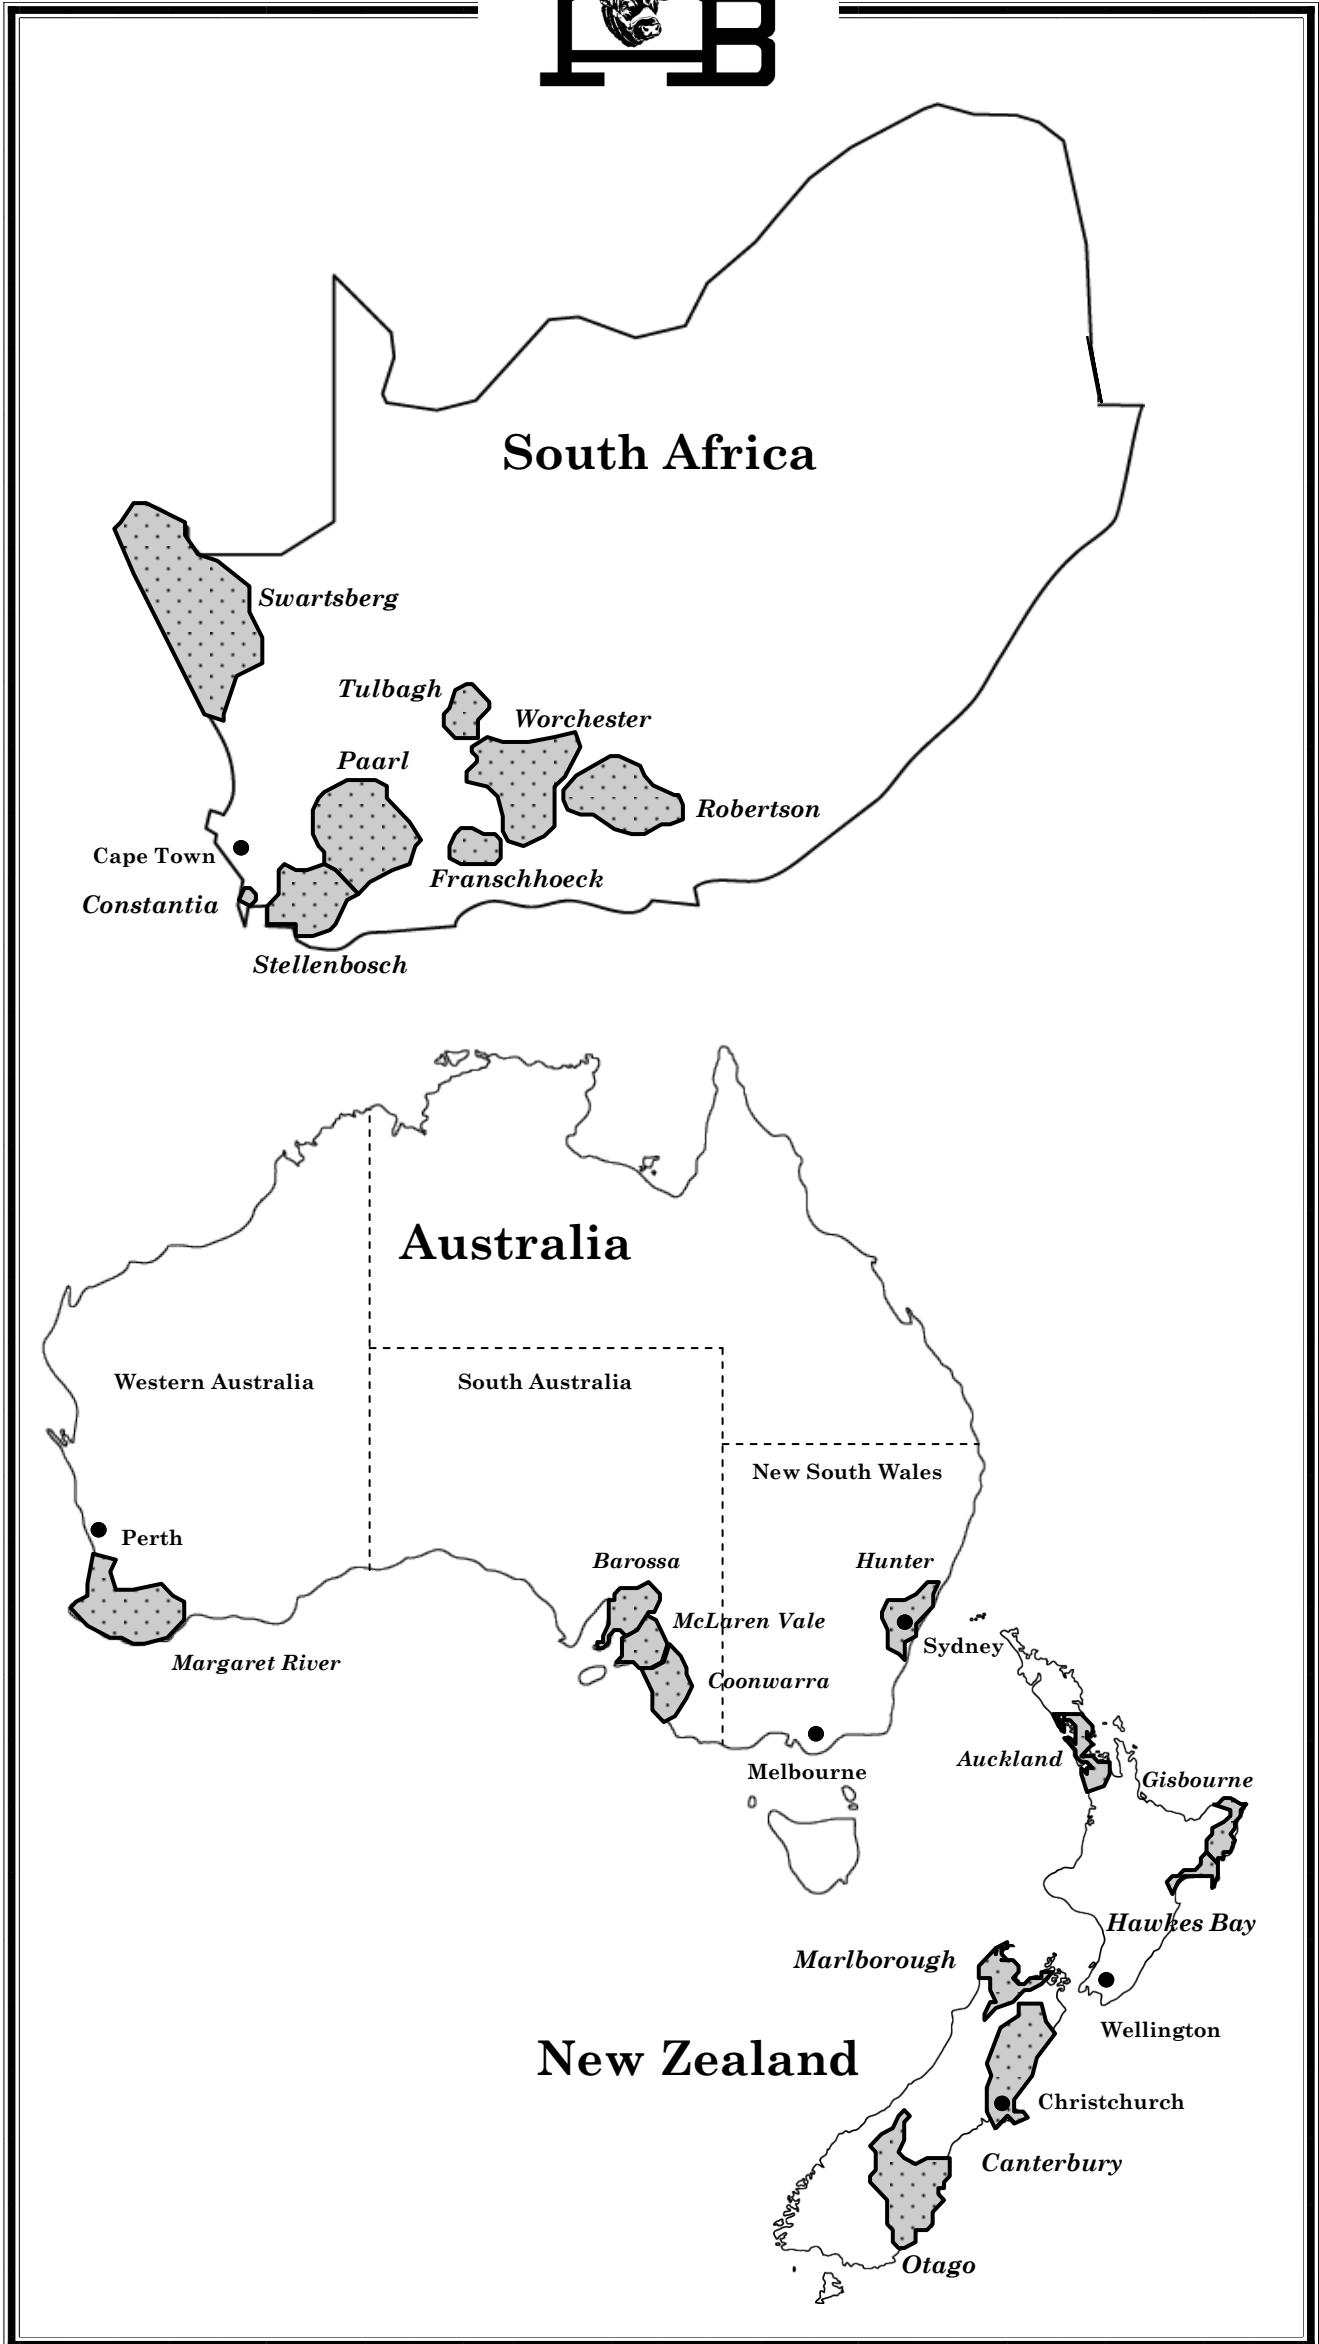 B
South Africa
Swartsberg
Tulbagh
Worchester
Paarl
Robertson
Cape Town
Franschhoeck
Constantia
Stellenbosch
Australia
Western Australia
South Australia
New South Wales
Perth
Barossa
Hunter
McLaren Vale
Sydney
Margaret River
Coonwarra
Auckland
Melbourne
Gisbourne
Hawkes Bay
Marlborough
Wellington
New Zealand
Christchurch
Canterbury
Otago